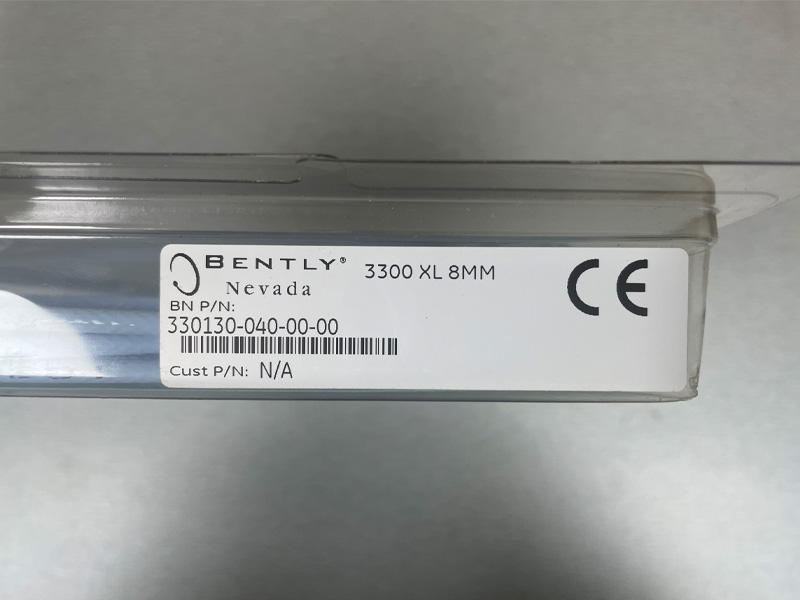 BENTLY® 3300 XL 8MM
Nevada
BN P/N:
330130-040-00-00
Cust P/N: N/A
CE